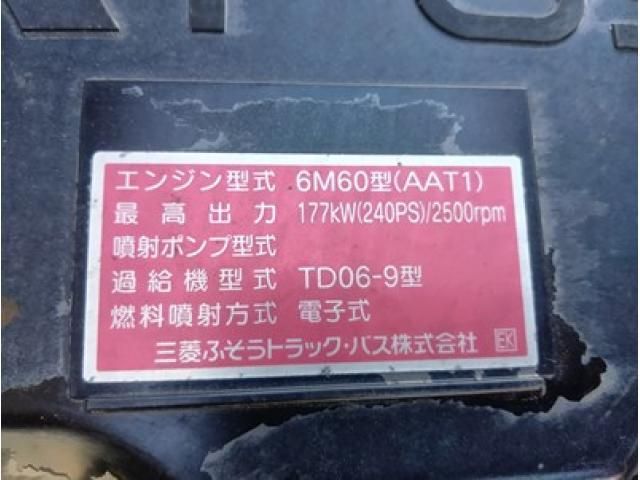 エンジン型式 6M60型(AAT1)
最高出力 177kW(240PS)/2500rpm
噴射ポンプ型式
過給機型式 TD06-9型
燃料噴射方式 電子式
三菱ふそうトラック・バス株式会社 EK